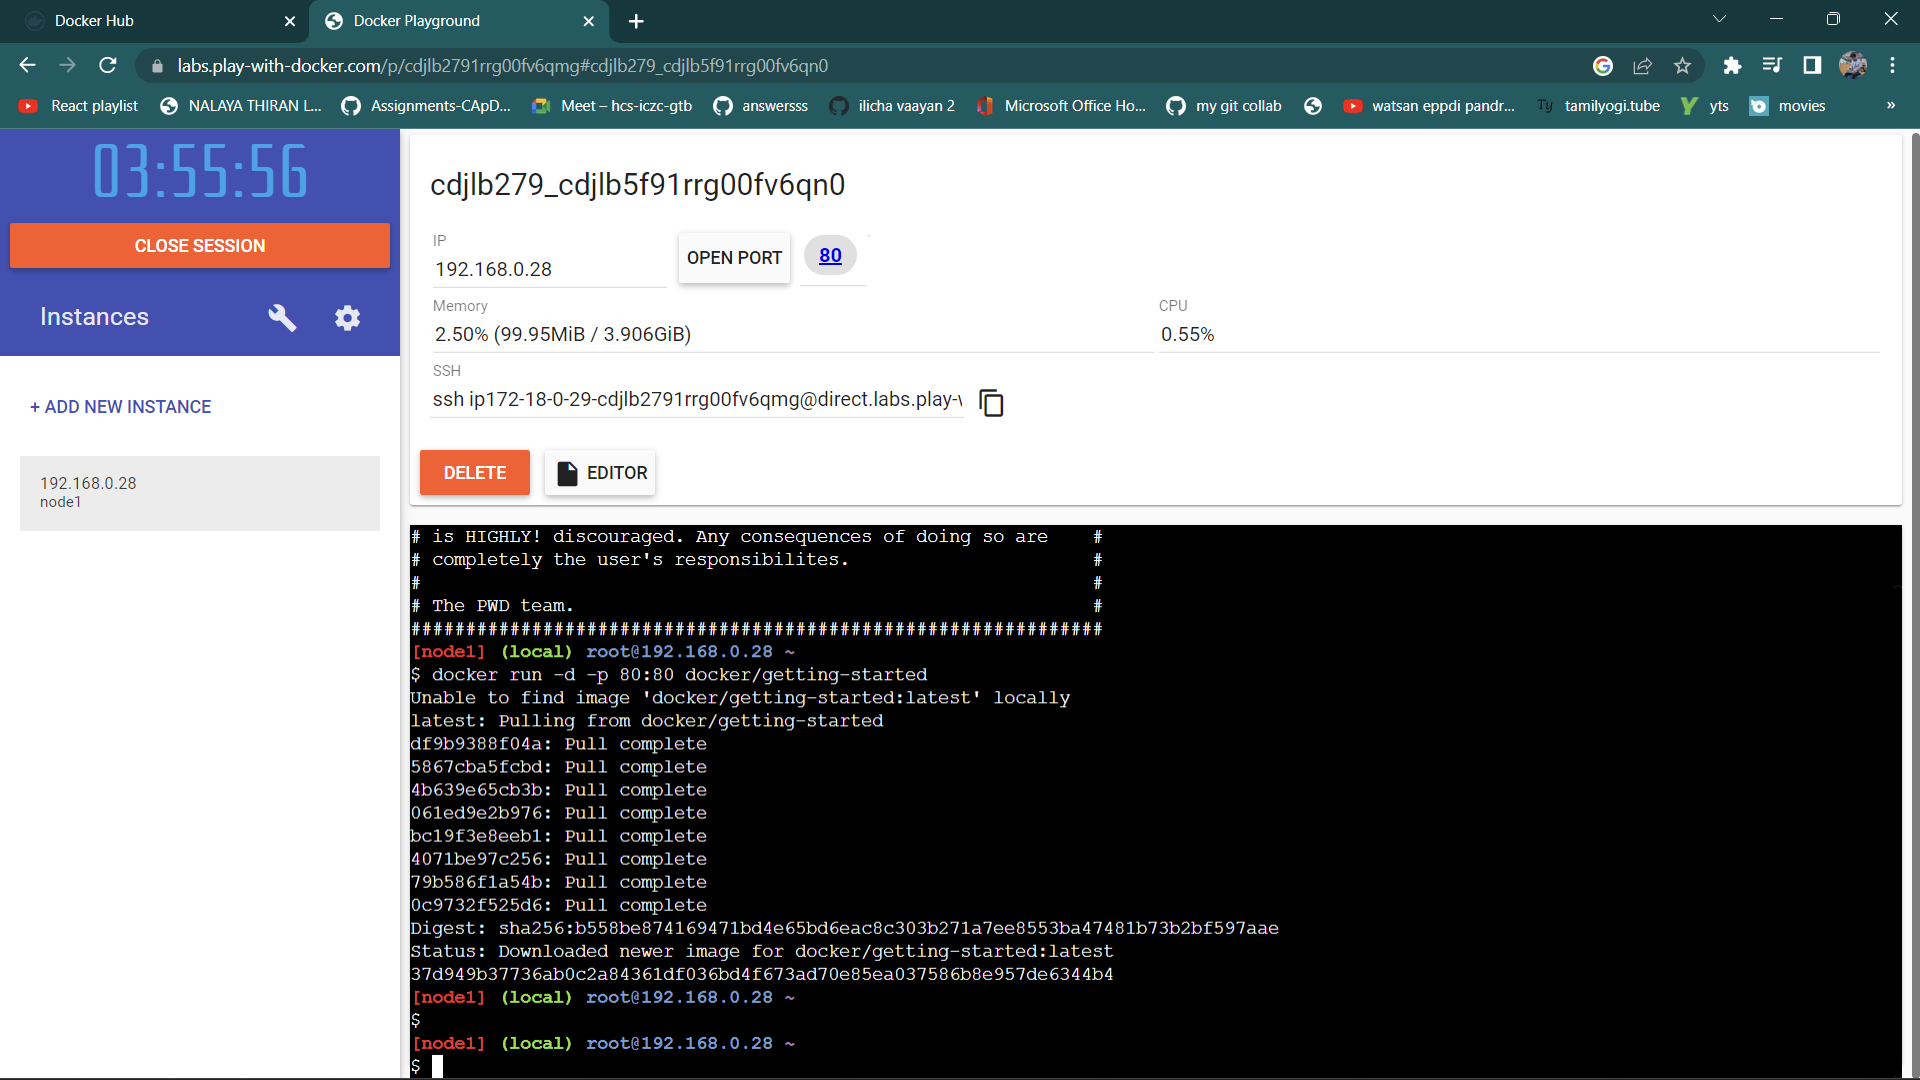 Docker Hub
Docker Playground
labs.play-with-docker.com/p/cdjlb2791rrg00fv6qmg#cdjlb279_cdjlb5f91rrg00fv6qn0
React playlist
NALAYA THIRAN L...
Assignments-CApD...
Meet – hcs-iczc-gtb
answersss
ilicha vaayan 2
Microsoft Office Ho...
my git collab
watsan eppdi pandr...
Ty tamilyogi.tube
yts
movies
»
03:55:56
CLOSE SESSION
Instances
+ ADD NEW INSTANCE
192.168.0.28
node1
cdjlb279_cdjlb5f91rrg00fv6qn0
IP
192.168.0.28
OPEN PORT
80
Memory
2.50% (99.95MiB / 3.906GiB)
CPU
0.55%
SSH
ssh ip172-18-0-29-cdjlb2791rrg00fv6qmg@direct.labs.play-
DELETE
EDITOR
# is HIGHLY! discouraged. Any consequences of doing so are #
# completely the user's responsibilites. #
# #
# The PWD team. #
###############################################################
[node1] (local) root@192.168.0.28 ~
$ docker run -d -p 80:80 docker/getting-started
Unable to find image 'docker/getting-started:latest' locally
latest: Pulling from docker/getting-started
df9b9388f04a: Pull complete
5867cba5fcbd: Pull complete
4b639e65cb3b: Pull complete
061ed9e2b976: Pull complete
bc19f3e8eeb1: Pull complete
4071be97c256: Pull complete
79b586f1a54b: Pull complete
0c9732f525d6: Pull complete
Digest: sha256:b558be874169471bd4e65bd6eac8c303b271a7ee8553ba47481b73b2bf597aae
Status: Downloaded newer image for docker/getting-started:latest
37d949b37736ab0c2a84361df036bd4f673ad70e85ea037586b8e957de6344b4
[node1] (local) root@192.168.0.28 ~
$
[node1] (local) root@192.168.0.28 ~
$